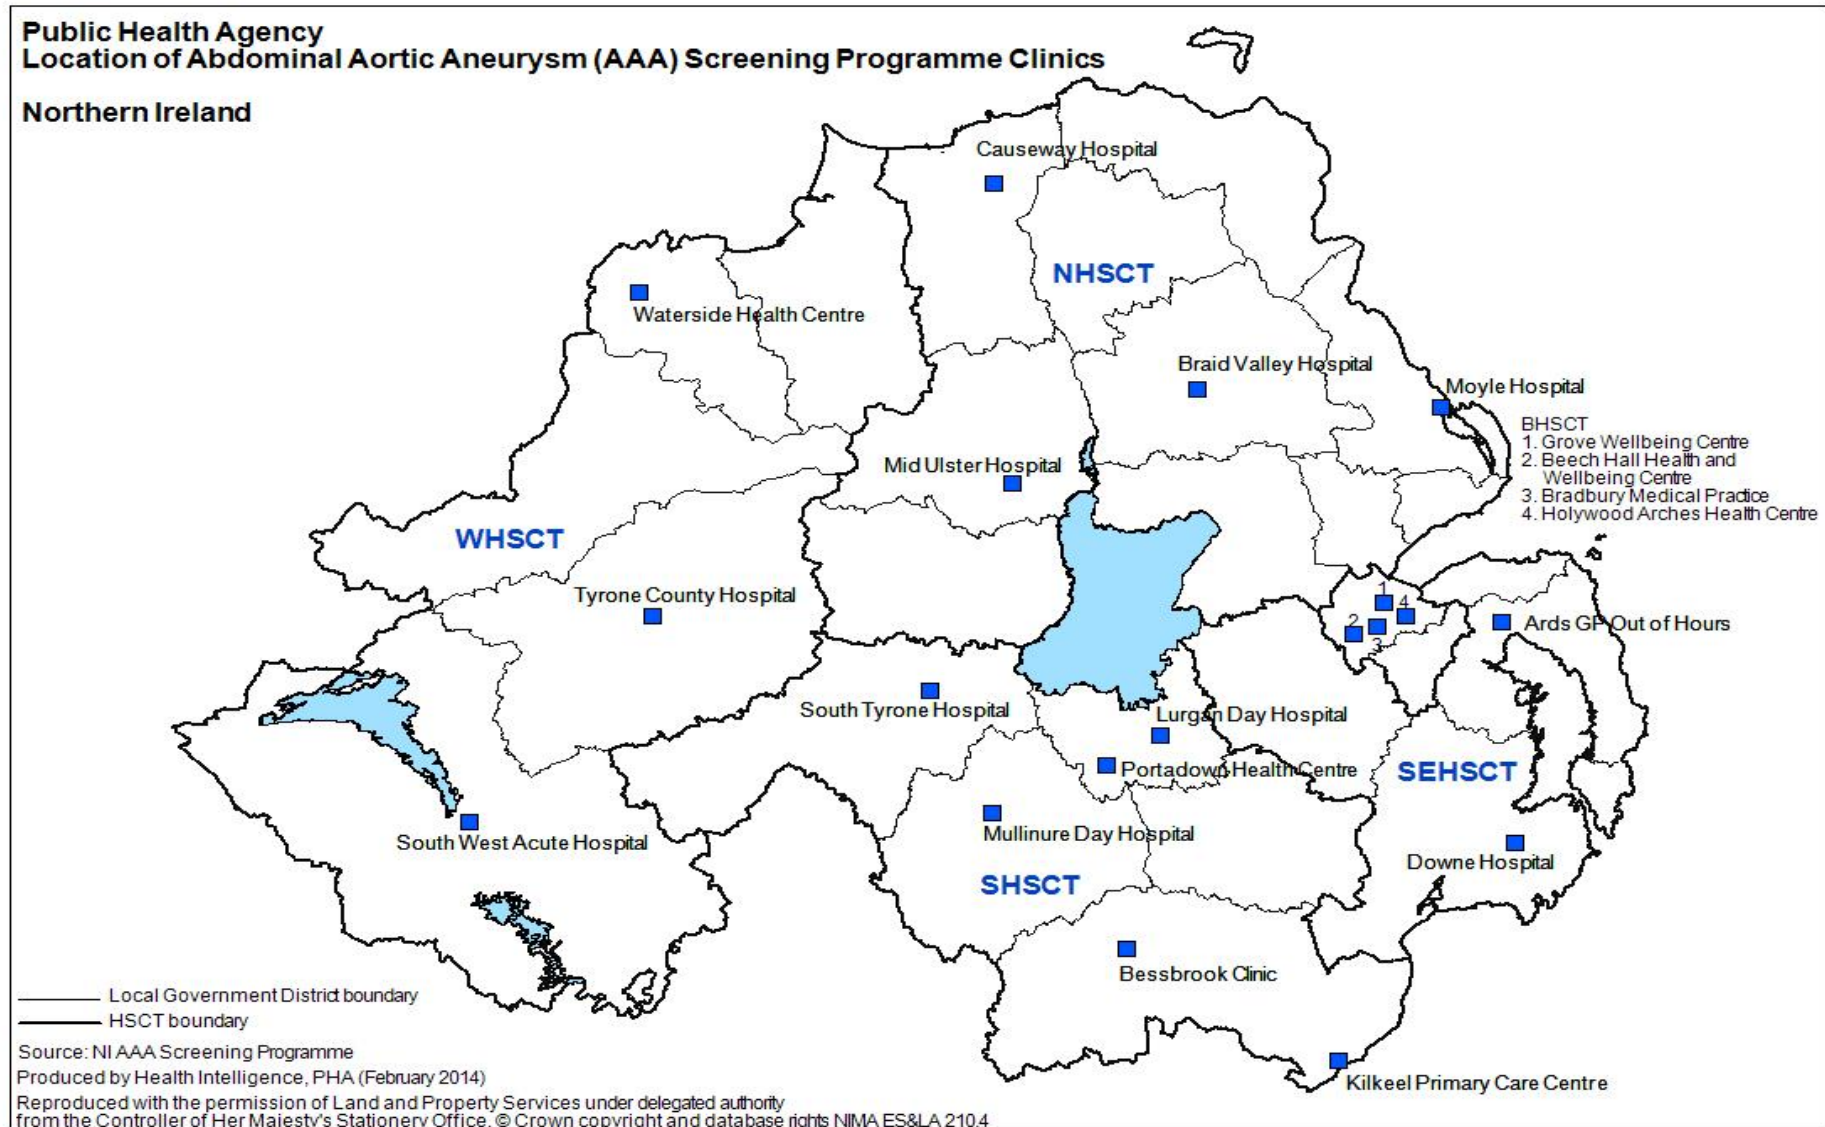 Public Health Agency
Location of Abdominal Aortic Aneurysm (AAA) Screening Programme Clinics
Northern Ireland
Causeway Hospital
NHSCT
Waterside Health Centre
Braid Valley Hospital
Moyle Hospital
BHSCT
1. Grove Wellbeing Centre
2. Beech Hall Health and
Wellbeing Centre
3. Bradbury Medical Practice
4. Holywood Arches Health Centre
Mid Ulster Hospital
WHSCT
Tyrone County Hospital
1
4
2
3
Ards GP Out of Hours
South Tyrone Hospital
Lurgan Day Hospital
Portadown Health Centre
SEHSCT
Mullinure Day Hospital
South West Acute Hospital
Downe Hospital
SHSCT
Bessbrook Clinic
Kilkeel Primary Care Centre
Local Government District boundary
HSCT boundary
Source: NI AAA Screening Programme
Produced by Health Intelligence, PHA (February 2014)
Reproduced with the permission of Land and Property Services under delegated authority
from the Controller of Her Majesty's Stationery Office, © Crown copyright and database rights NIMA ES&LA 210.4